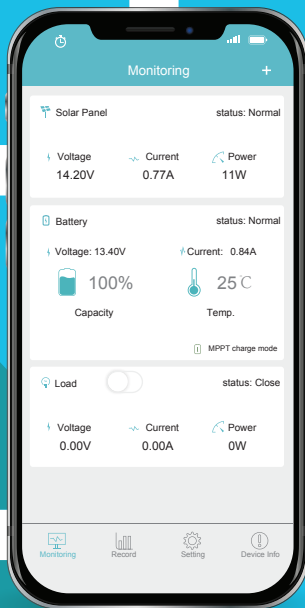 Monitoring +
Solar Panel status: Normal
Voltage Current Power
14.20V 0.77A 11W
Battery status: Normal
Voltage: 13.40V Current: 0.84A
100% 25℃
Capacity Temp.
MPPT charge mode
Load status: Close
Voltage Current Power
0.00V 0.00A 0W
Monitoring Record Setting Device Info